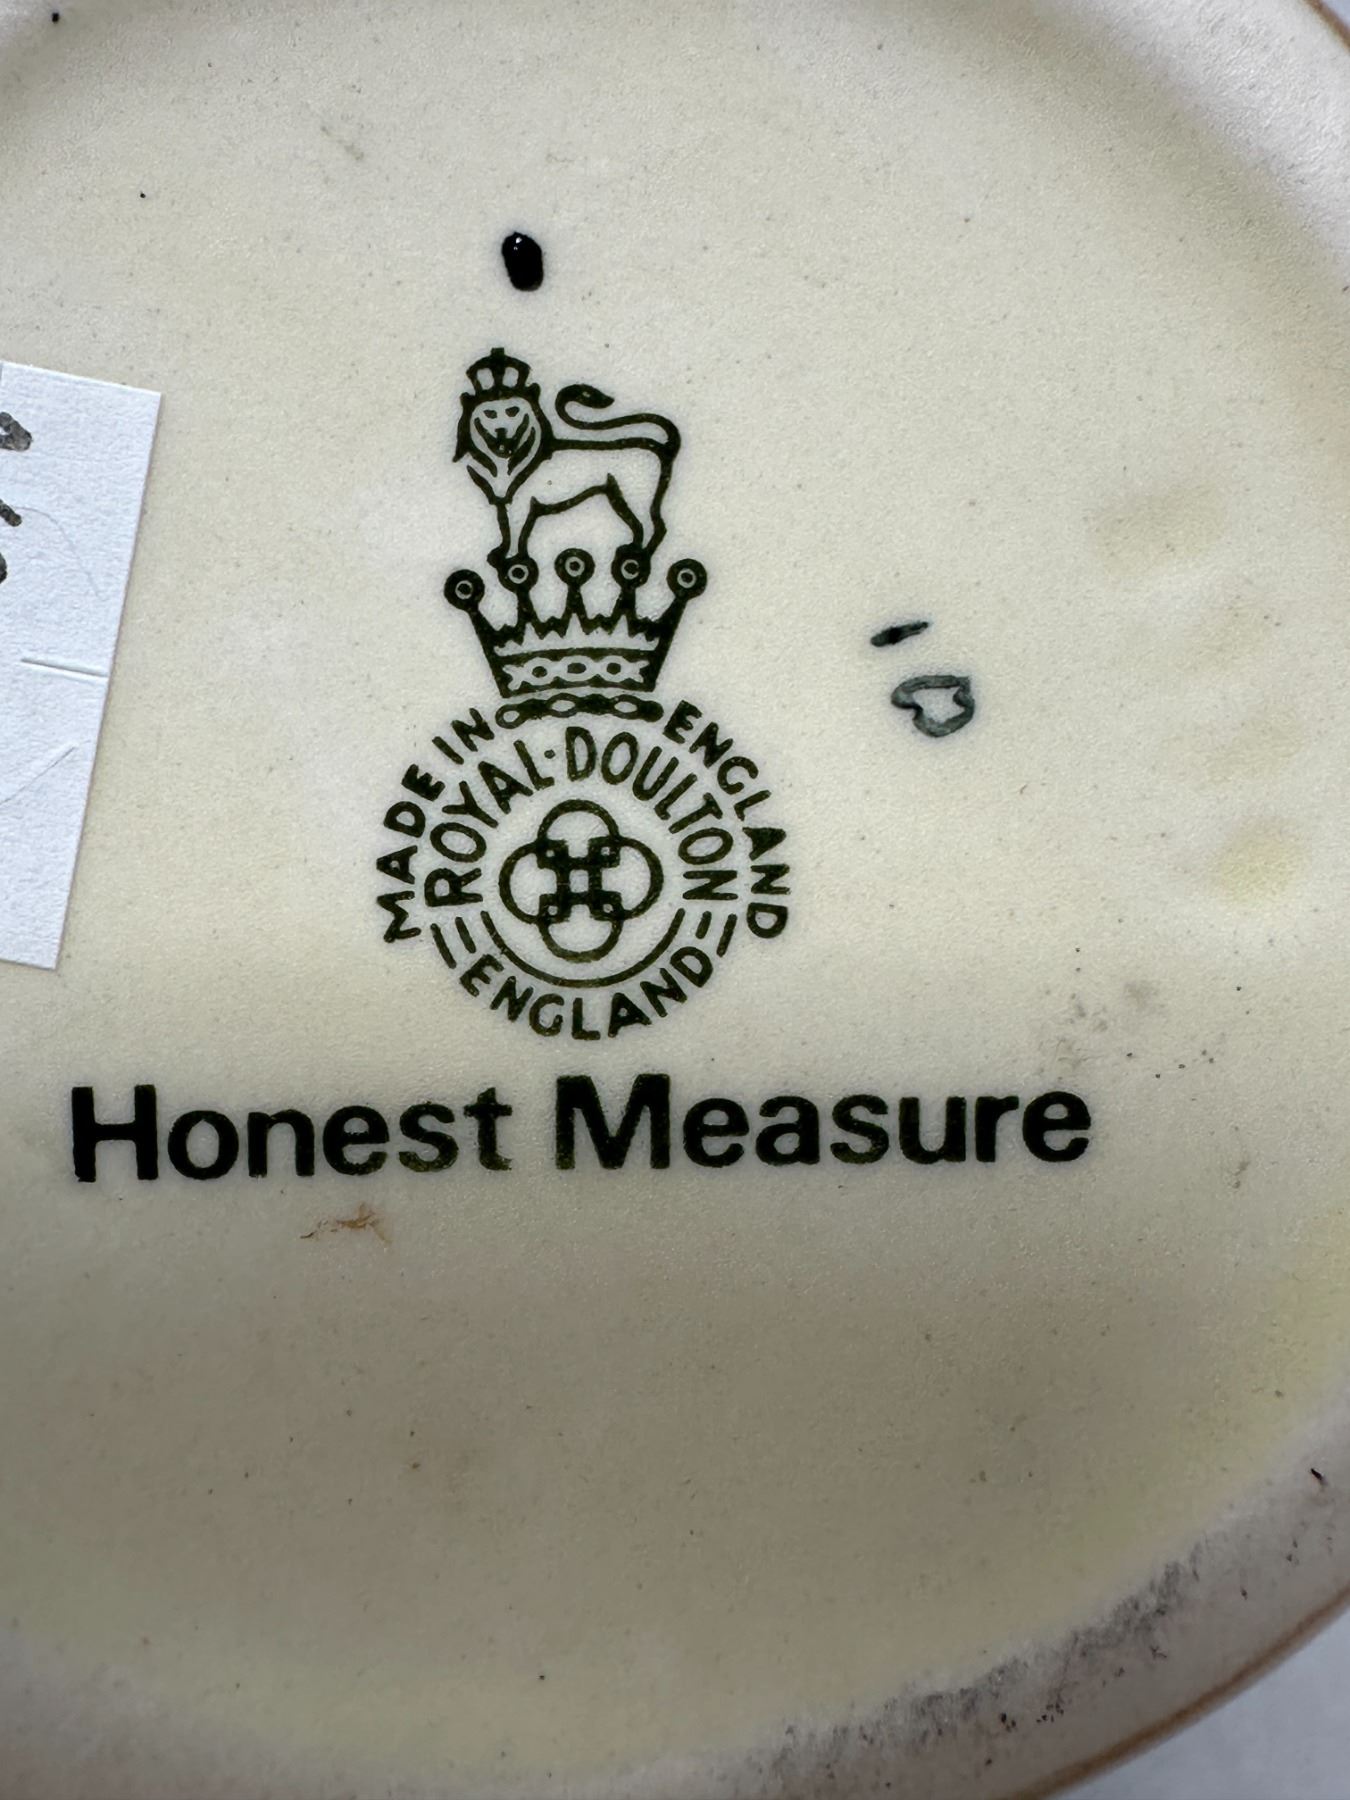 MADE IN ENGLAND
ROYAL·DOULTON
ENGLAND
Honest Measure